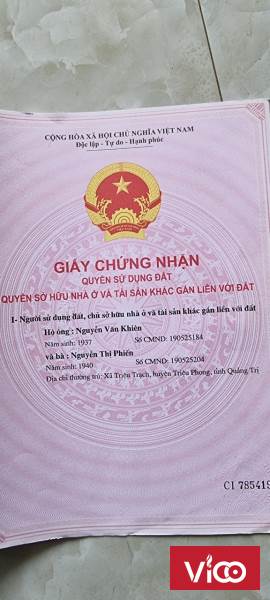 CỘNG HÒA XÃ HỘI CHỦ NGHĨA VIỆT NAM
Độc lập - Tự do - Hạnh phúc
GIẤY CHỨNG NHẬN
QUYỀN SỬ DỤNG ĐẤT
QUYỀN SỞ HỮU NHÀ Ở VÀ TÀI SẢN KHÁC GẮN LIỀN VỚI ĐẤT
I- Người sử dụng đất, chủ sở hữu nhà ở và tài sản khác gắn liền với đất
Hộ ông : Nguyễn Văn Khiên
Năm sinh: 1937 Số CMND: 190525184
và bà : Nguyễn Thị Phiến
Năm sinh: 1940 Số CMND: 190525204
Địa chỉ thường trú: Xã Triệu Trạch, huyện Triệu Phong, tỉnh Quảng Trị
CI 785419
ViCO